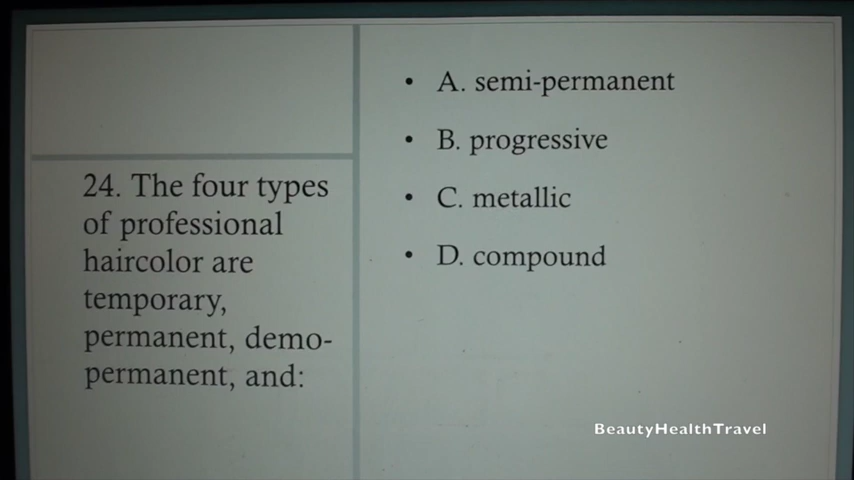 24. The four types
of professional
haircolor are
temporary,
permanent, demo-
permanent, and:
• A. semi-permanent
• B. progressive
• C. metallic
• D. compound
BeautyHealthTravel